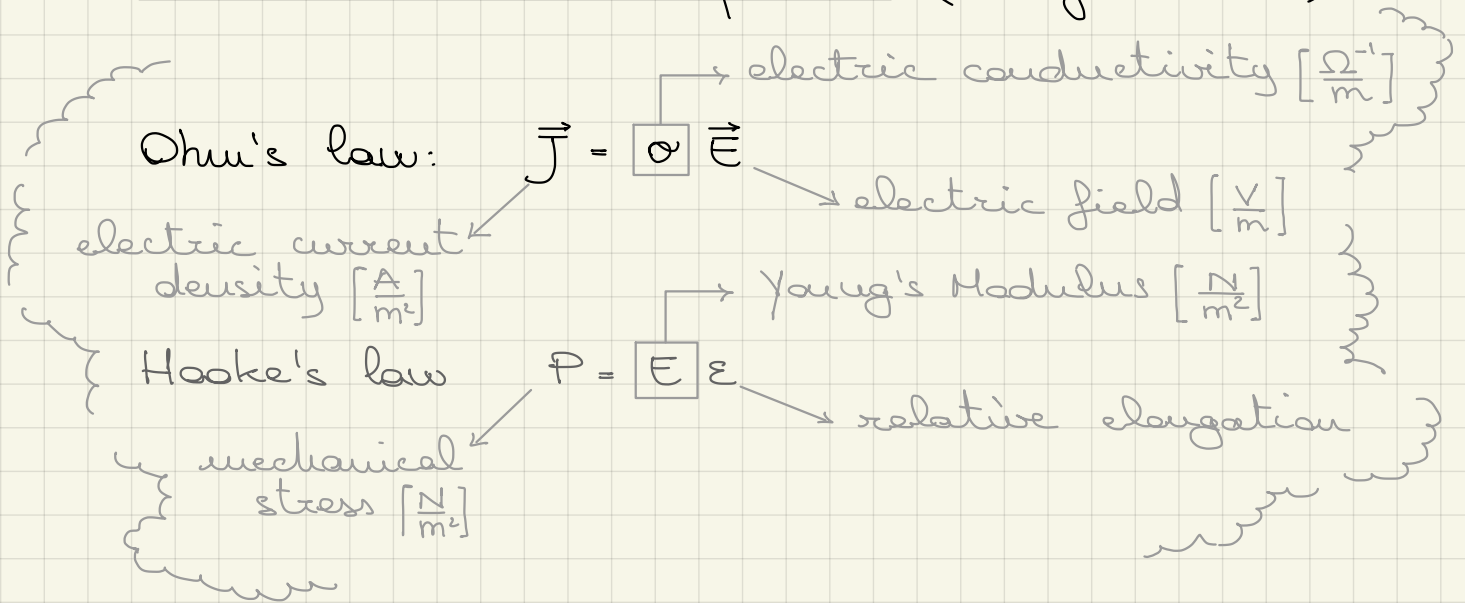 electric conductivity [Ω⁻¹/m]
Ohm's law: J⃗ = σ E⃗
electric field [V/m]
electric current
density [A/m²]
Young's Modulus [N/m²]
Hooke's law P = E ε
relative elongation
mechanical
stress [N/m²]